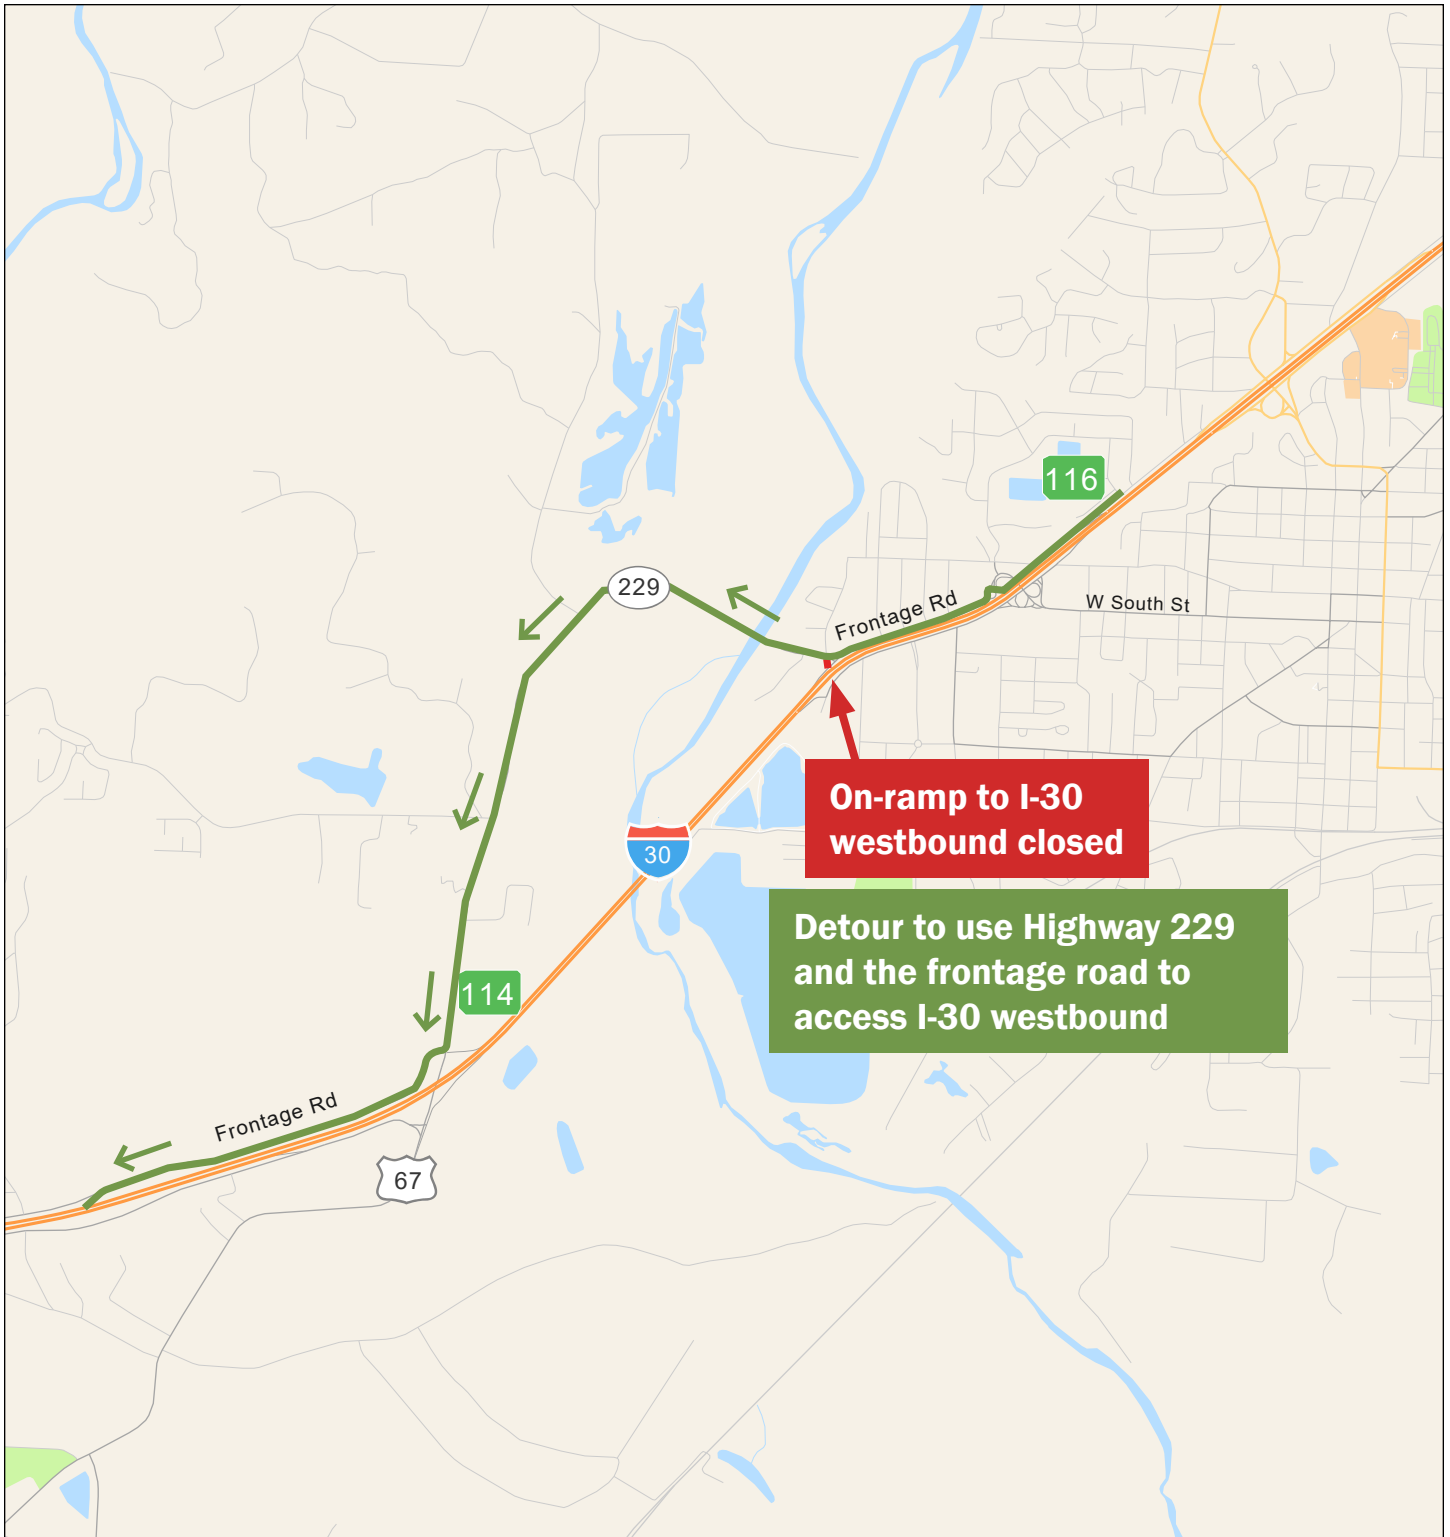 116
229
Frontage Rd
W South St
On-ramp to I-30
westbound closed
30
Detour to use Highway 229
and the frontage road to
access I-30 westbound
114
Frontage Rd
67